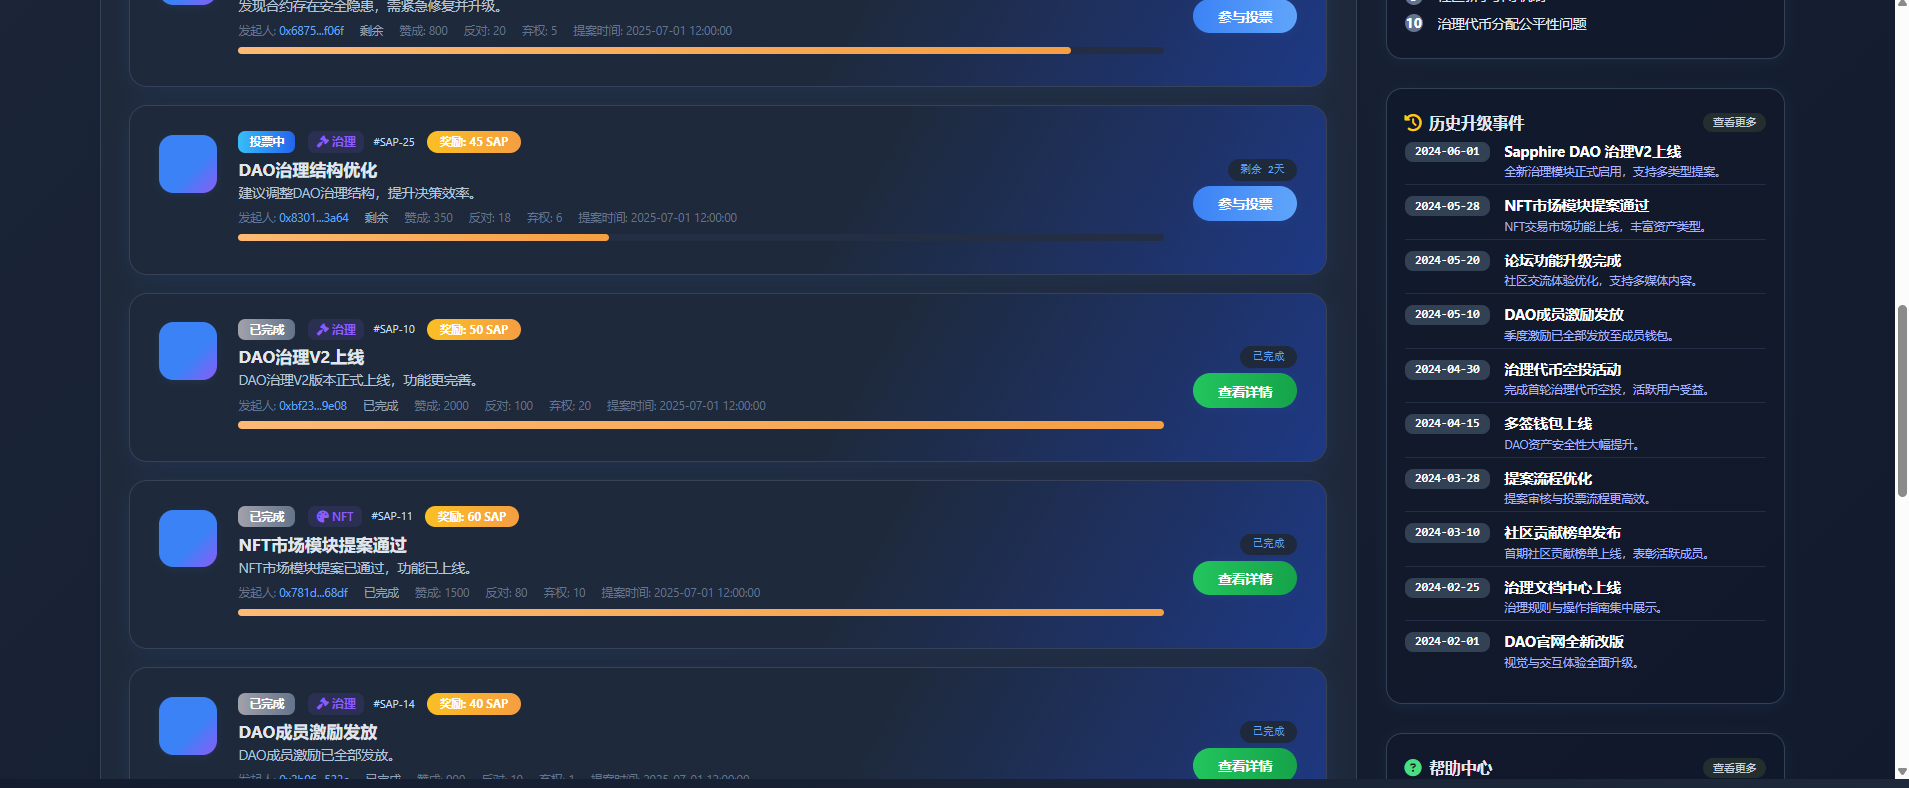 发现合约存在安全隐患，需紧急修复并升级。
发起人: 0x6875...f06f 剩余 赞成: 800 反对: 20 弃权: 5 提案时间: 2025-07-01 12:00:00
参与投票
投票中 治理 #SAP-25 奖励: 45 SAP
DAO治理结构优化
建议调整DAO治理结构，提升决策效率。
发起人: 0x8301...3a64 剩余 赞成: 350 反对: 18 弃权: 6 提案时间: 2025-07-01 12:00:00
剩余 2天
参与投票
已完成 治理 #SAP-10 奖励: 50 SAP
DAO治理V2上线
DAO治理V2版本正式上线，功能更完善。
发起人: 0xbf23...9e08 已完成 赞成: 2000 反对: 100 弃权: 20 提案时间: 2025-07-01 12:00:00
已完成
查看详情
已完成 NFT #SAP-11 奖励: 60 SAP
NFT市场模块提案通过
NFT市场模块提案已通过，功能已上线。
发起人: 0x781d...68df 已完成 赞成: 1500 反对: 80 弃权: 10 提案时间: 2025-07-01 12:00:00
已完成
查看详情
已完成 治理 #SAP-14 奖励: 40 SAP
DAO成员激励发放
DAO成员激励已全部发放。
已完成
查看详情
10 治理代币分配公平性问题
历史升级事件 查看更多
2024-06-01 Sapphire DAO 治理V2上线
全新治理模块正式启用，支持多类型提案。
2024-05-28 NFT市场模块提案通过
NFT交易市场功能上线，丰富资产类型。
2024-05-20 论坛功能升级完成
社区交流体验优化，支持多媒体内容。
2024-05-10 DAO成员激励发放
季度激励已全部发放至成员钱包。
2024-04-30 治理代币空投活动
完成首轮治理代币空投，活跃用户受益。
2024-04-15 多签钱包上线
DAO资产安全性大幅提升。
2024-03-28 提案流程优化
提案审核与投票流程更高效。
2024-03-10 社区贡献榜单发布
首期社区贡献榜单上线，表彰活跃成员。
2024-02-25 治理文档中心上线
治理规则与操作指南集中展示。
2024-02-01 DAO官网全新改版
视觉与交互体验全面升级。
帮助中心 查看更多